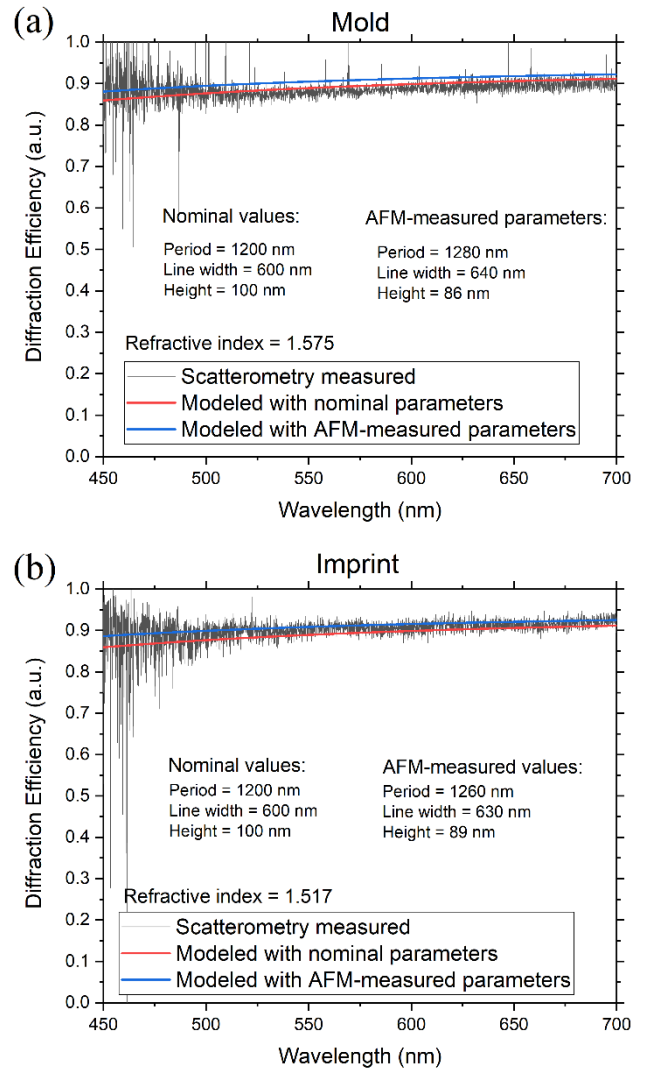 (a)
Mold
1.0
0.9
0.8
0.7
0.6
0.5
0.4
0.3
0.2
0.1
0.0
Diffraction Efficiency (a.u.)
Nominal values:
Period = 1200 nm
Line width = 600 nm
Height = 100 nm
AFM-measured parameters:
Period = 1280 nm
Line width = 640 nm
Height = 86 nm
Refractive index = 1.575
Scatterometry measured
Modeled with nominal parameters
Modeled with AFM-measured parameters
450 500 550 600 650 700
Wavelength (nm)
(b)
Imprint
1.0
0.9
0.8
0.7
0.6
0.5
0.4
0.3
0.2
0.1
0.0
Diffraction Efficiency (a.u.)
Nominal values:
Period = 1200 nm
Line width = 600 nm
Height = 100 nm
AFM-measured values:
Period = 1260 nm
Line width = 630 nm
Height = 89 nm
Refractive index = 1.517
Scatterometry measured
Modeled with nominal parameters
Modeled with AFM-measured parameters
450 500 550 600 650 700
Wavelength (nm)